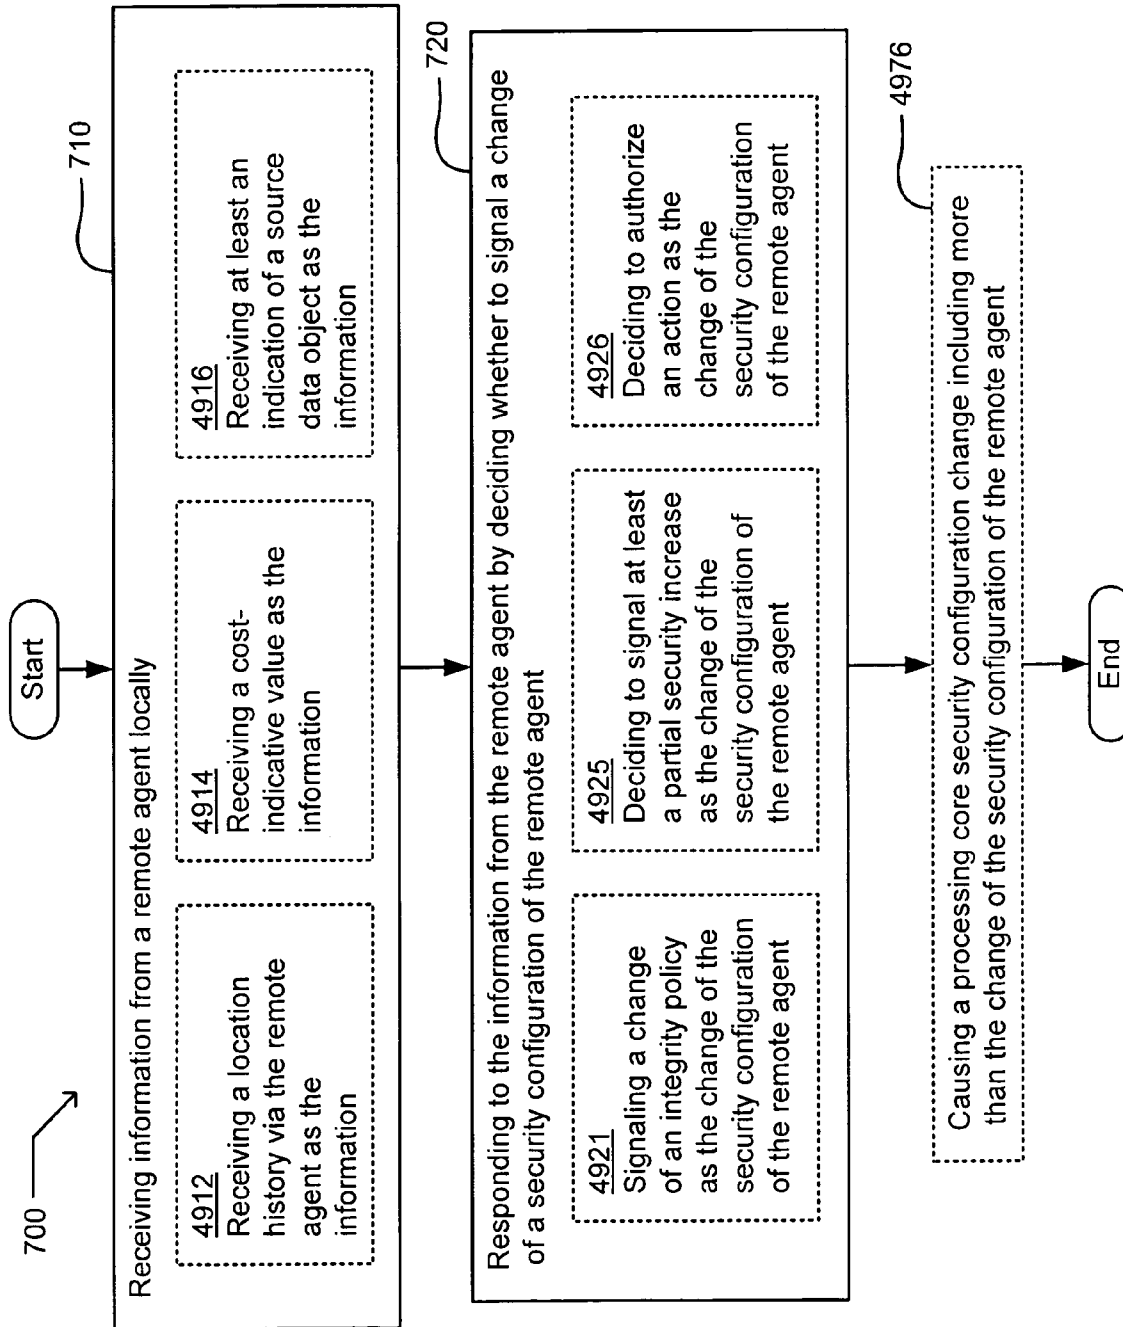 700
Start
710
Receiving information from a remote agent locally
4912
Receiving a location
history via the remote
agent as the
information
4914
Receiving a cost-
indicative value as the
information
4916
Receiving at least an
indication of a source
data object as the
information
720
Responding to the information from the remote agent by deciding whether to signal a change
of a security configuration of the remote agent
4921
Signaling a change
of an integrity policy
as the change of the
security configuration
of the remote agent
4925
Deciding to signal at least
a partial security increase
as the change of the
security configuration of
the remote agent
4926
Deciding to authorize
an action as the
change of the
security configuration
of the remote agent
4976
Causing a processing core security configuration change including more
than the change of the security configuration of the remote agent
End